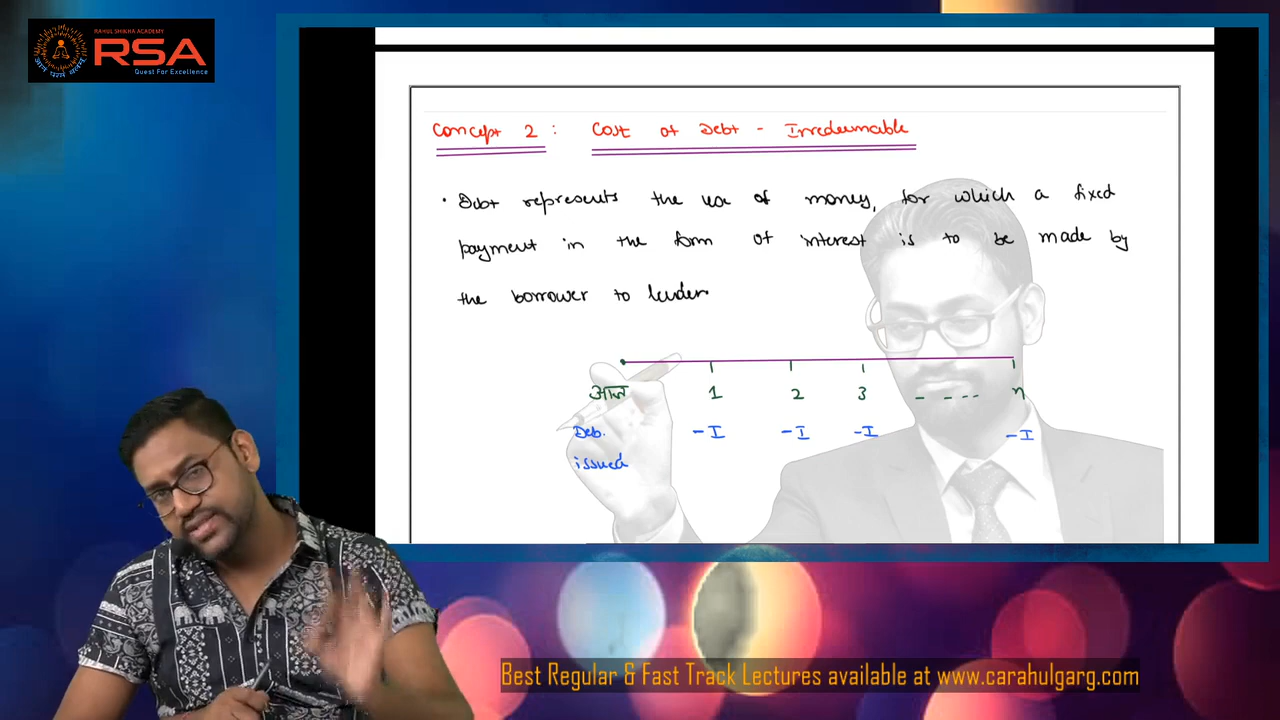 RAHUL SHIKHA ACADEMY
RSA
Quest For Excellence
Concept 2 : Cost of Debt - Irredeemable
• Debt represents the use of money, for which a fixed
payment in the form of interest is to be made by
the borrower to lender
आज 1 2 3 - - - - n
Deb. -I -I -I -I
issued
Best Regular & Fast Track Lectures available at www.carahulgarg.com